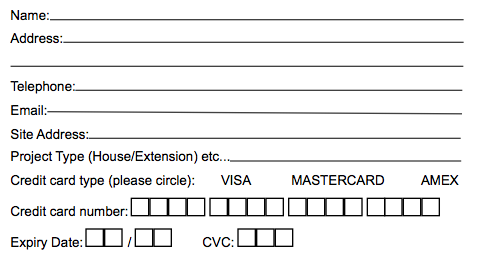 Name:
Address:
Telephone:
Email:
Site Address:
Project Type (House/Extension) etc...
Credit card type (please circle): VISA MASTERCARD AMEX
Credit card number:
Expiry Date: / CVC: